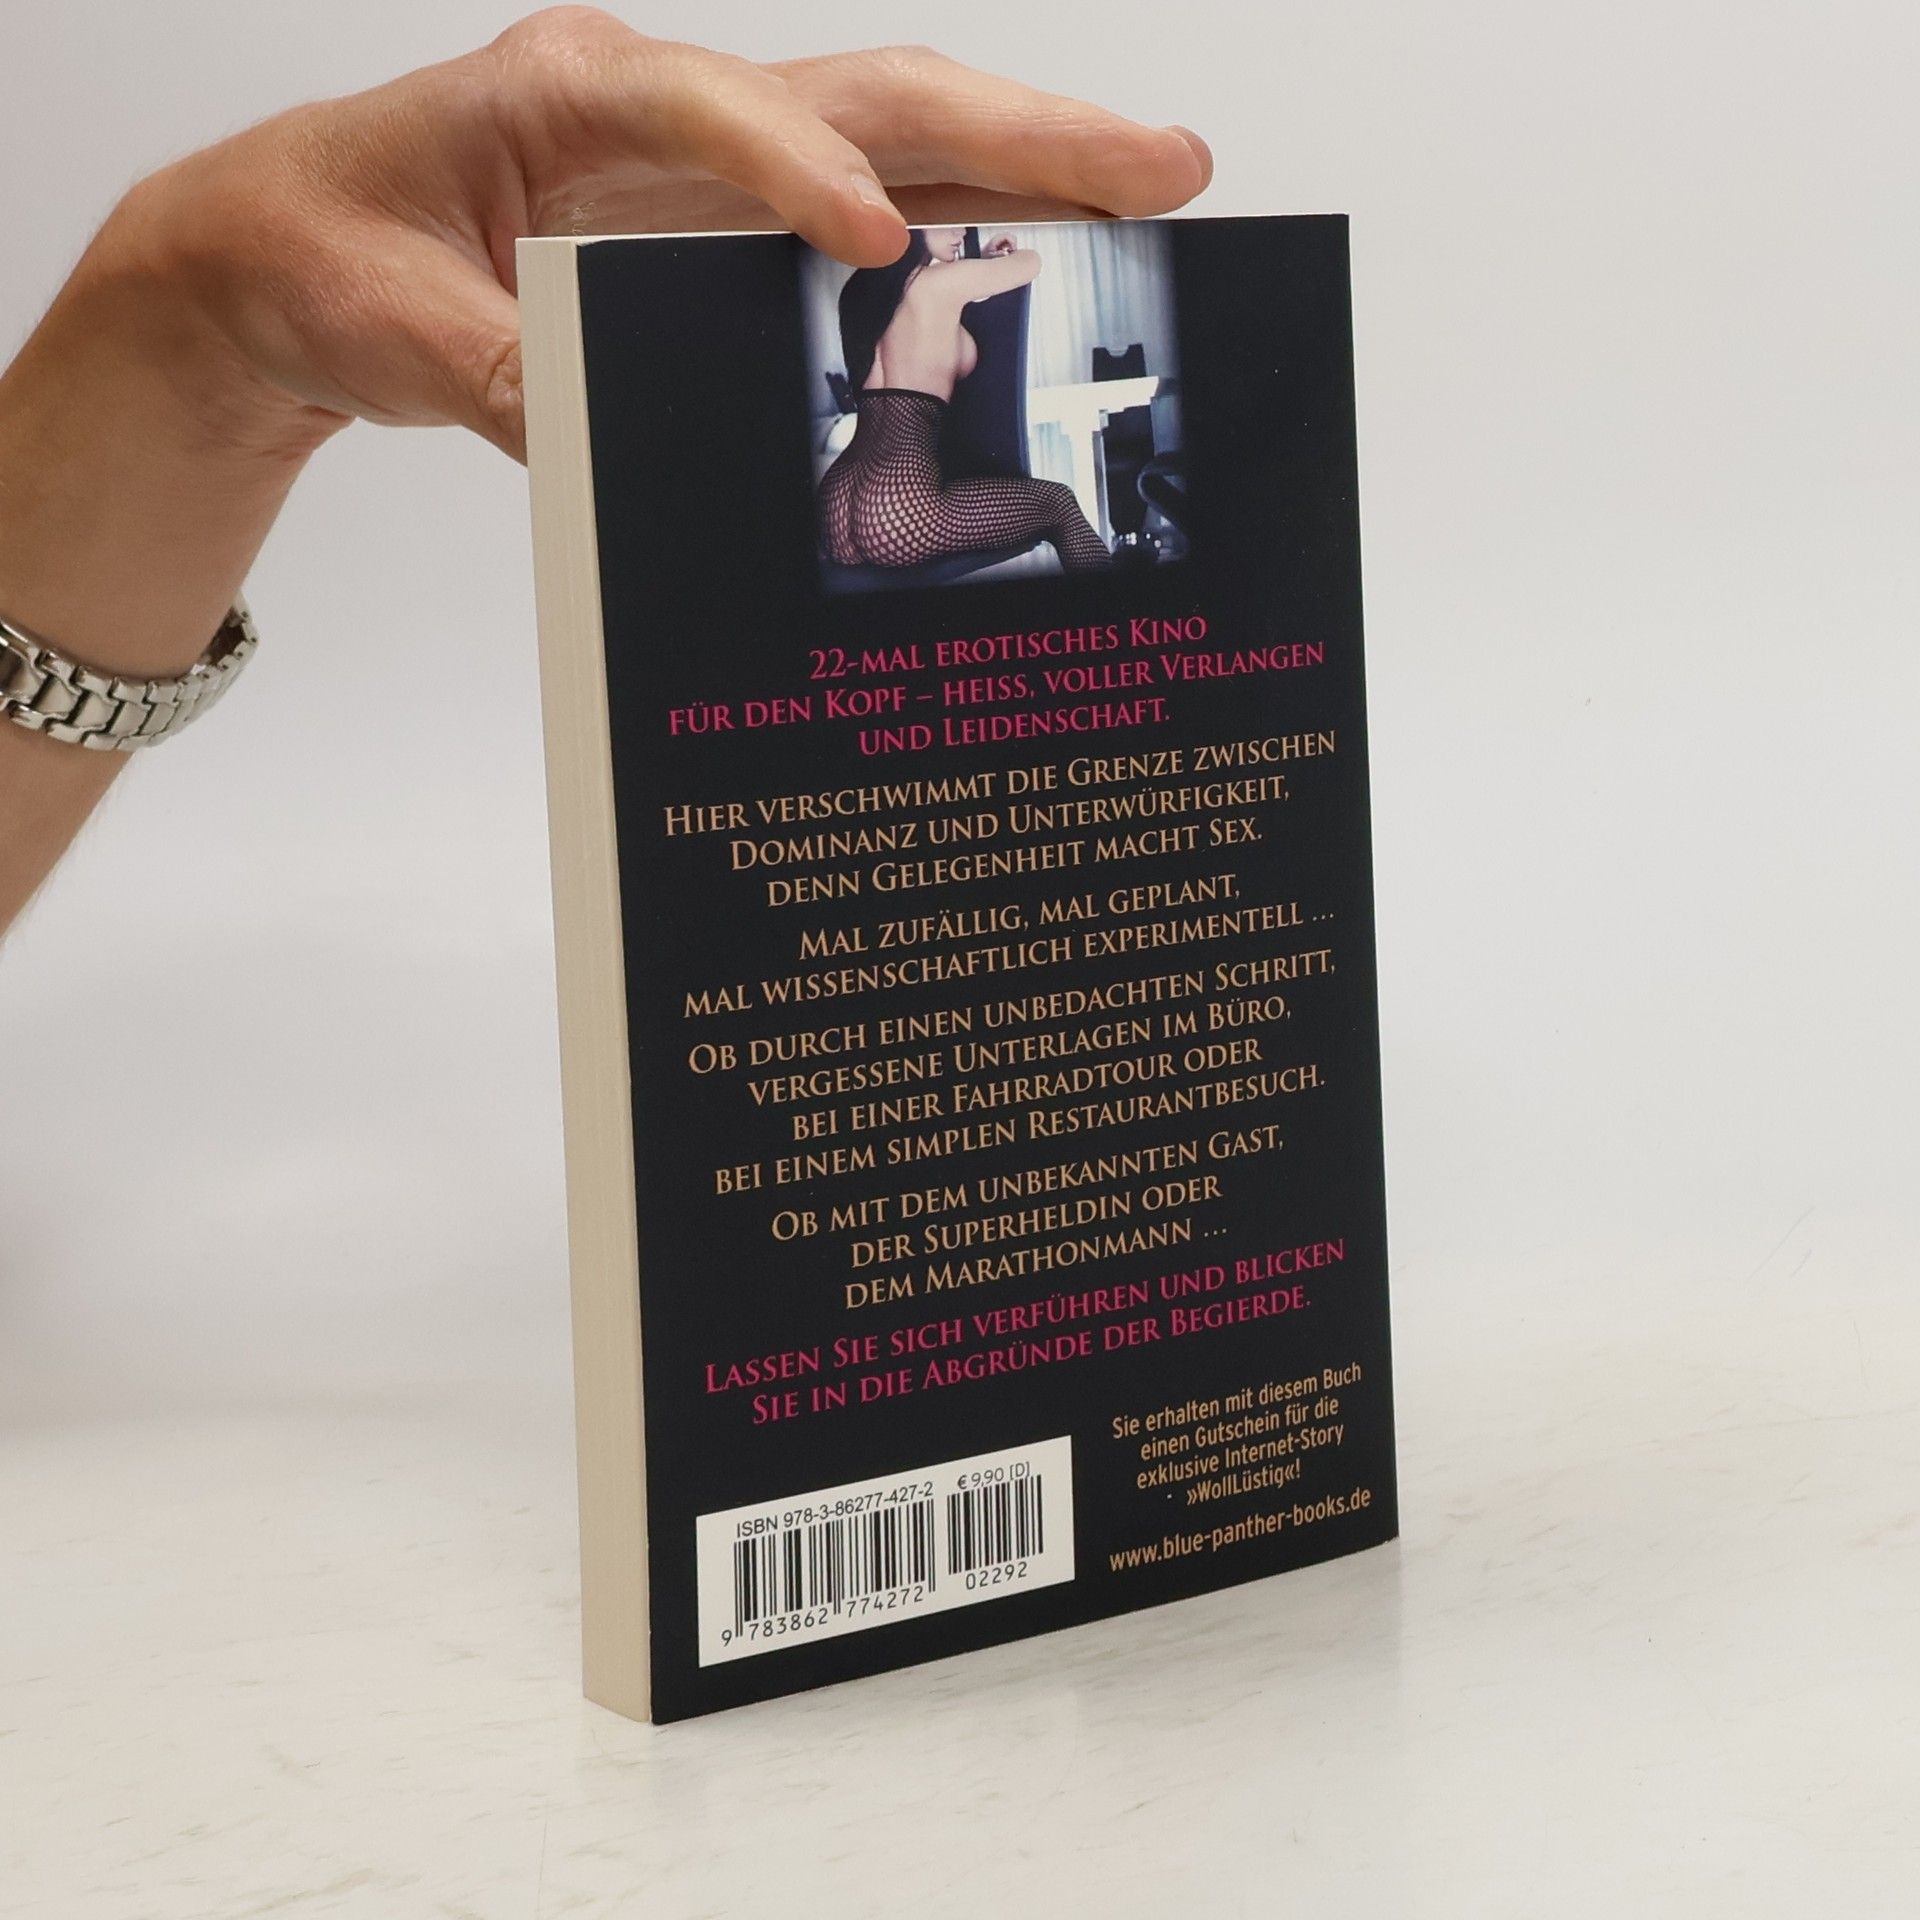 22-MAL EROTISCHES KINO
FÜR DEN KOPF – HEISS, VOLLER VERLANGEN
UND LEIDENSCHAFT.
HIER VERSCHWIMMT DIE GRENZE ZWISCHEN
DOMINANZ UND UNTERWÜRFIGKEIT,
DENN GELEGENHEIT MACHT SEX.
MAL ZUFÄLLIG, MAL GEPLANT,
MAL WISSENSCHAFTLICH EXPERIMENTELL ...
OB DURCH EINEN UNBEDACHTEN SCHRITT,
VERGESSENE UNTERLAGEN IM BÜRO,
BEI EINER FAHRRADTOUR ODER
BEI EINEM SIMPLEN RESTAURANTBESUCH.
OB MIT DEM UNBEKANNTEN GAST,
DER SUPERHELDIN ODER
DEM MARATHONMANN ...
LASSEN SIE SICH VERFÜHREN UND BLICKEN
SIE IN DIE ABGRÜNDE DER BEGIERDE.
Sie erhalten mit diesem Buch
einen Gutschein für die
exklusive Internet-Story
»WollLüstig«!
www.blue-panther-books.de
ISBN 978-3-86277-427-2
€ 9,90 [D]
9 783862 774272
02292